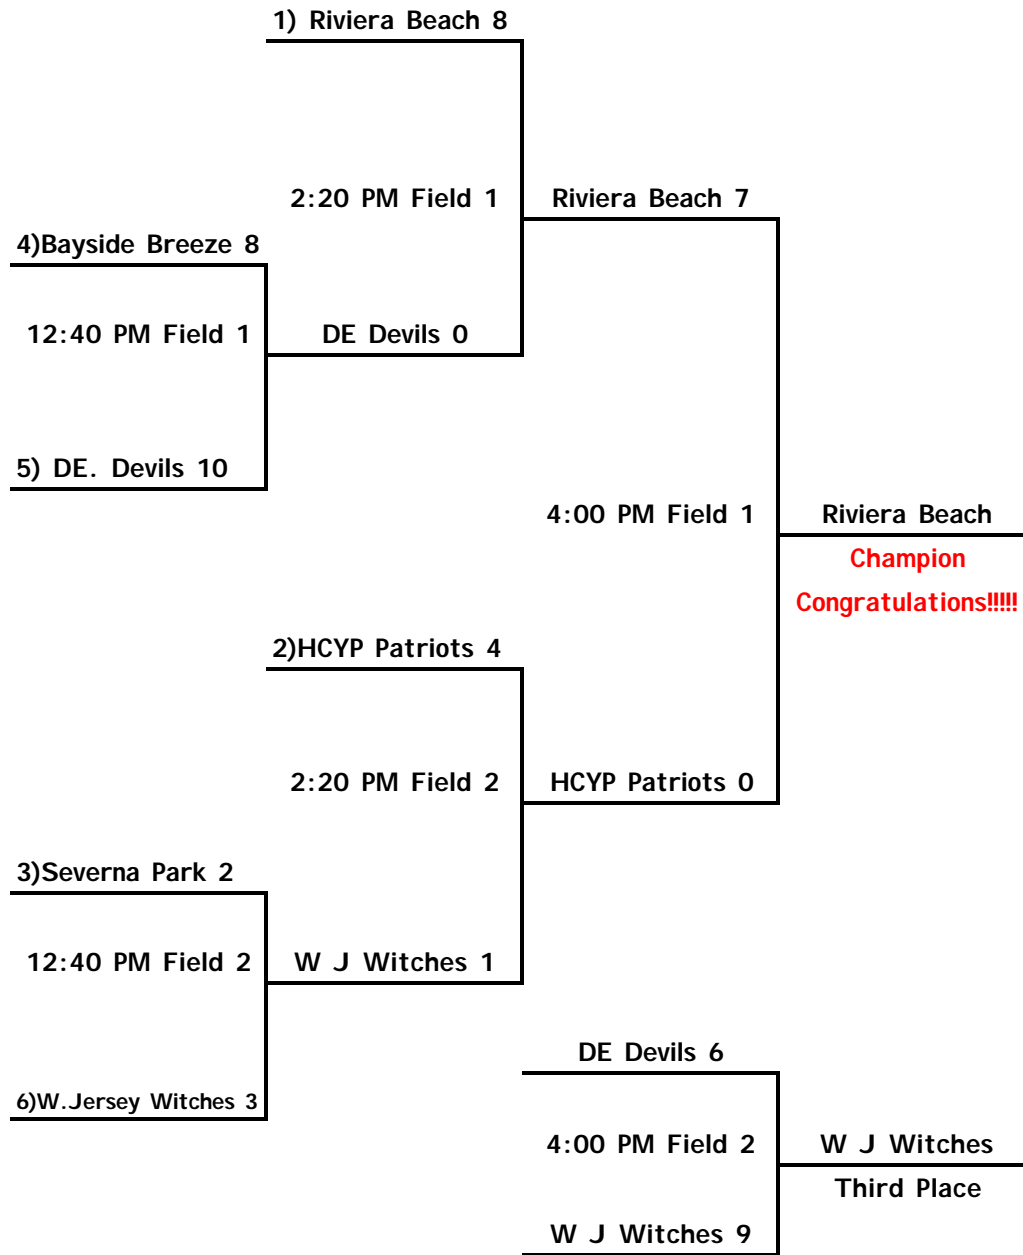 1) Riviera Beach 8
2:20 PM Field 1
Riviera Beach 7
4)Bayside Breeze 8
12:40 PM Field 1
DE Devils 0
5) DE. Devils 10
4:00 PM Field 1
Riviera Beach
Champion
Congratulations!!!!!
2)HCYP Patriots 4
2:20 PM Field 2
HCYP Patriots 0
3)Severna Park 2
12:40 PM Field 2
W J Witches 1
DE Devils 6
6)W.Jersey Witches 3
4:00 PM Field 2
W J Witches
Third Place
W J Witches 9